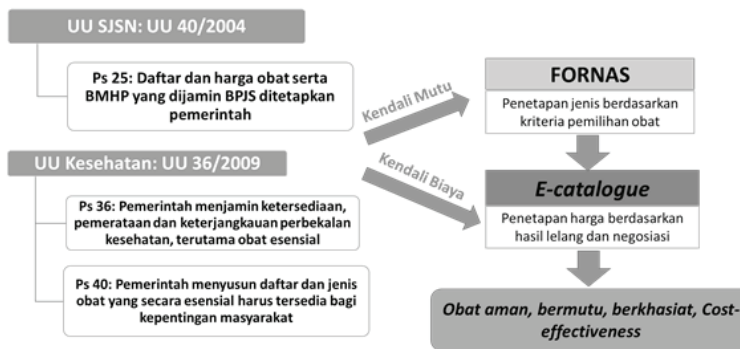 UU SJSN: UU 40/2004
Ps 25: Daftar dan harga obat serta
BMHP yang dijamin BPJS ditetapkan
pemerintah
UU Kesehatan: UU 36/2009
Ps 36: Pemerintah menjamin ketersediaan,
pemerataan dan keterjangkauan perbekalan
kesehatan, terutama obat esensial
Ps 40: Pemerintah menyusun daftar dan jenis
obat yang secara esensial harus tersedia bagi
kepentingan masyarakat
Kendali Mutu
Kendali Biaya
FORNAS
Penetapan jenis berdasarkan
kriteria pemilihan obat
E-catalogue
Penetapan harga berdasarkan
hasil lelang dan negosiasi
Obat aman, bermutu, berkhasiat, Cost-
effectiveness